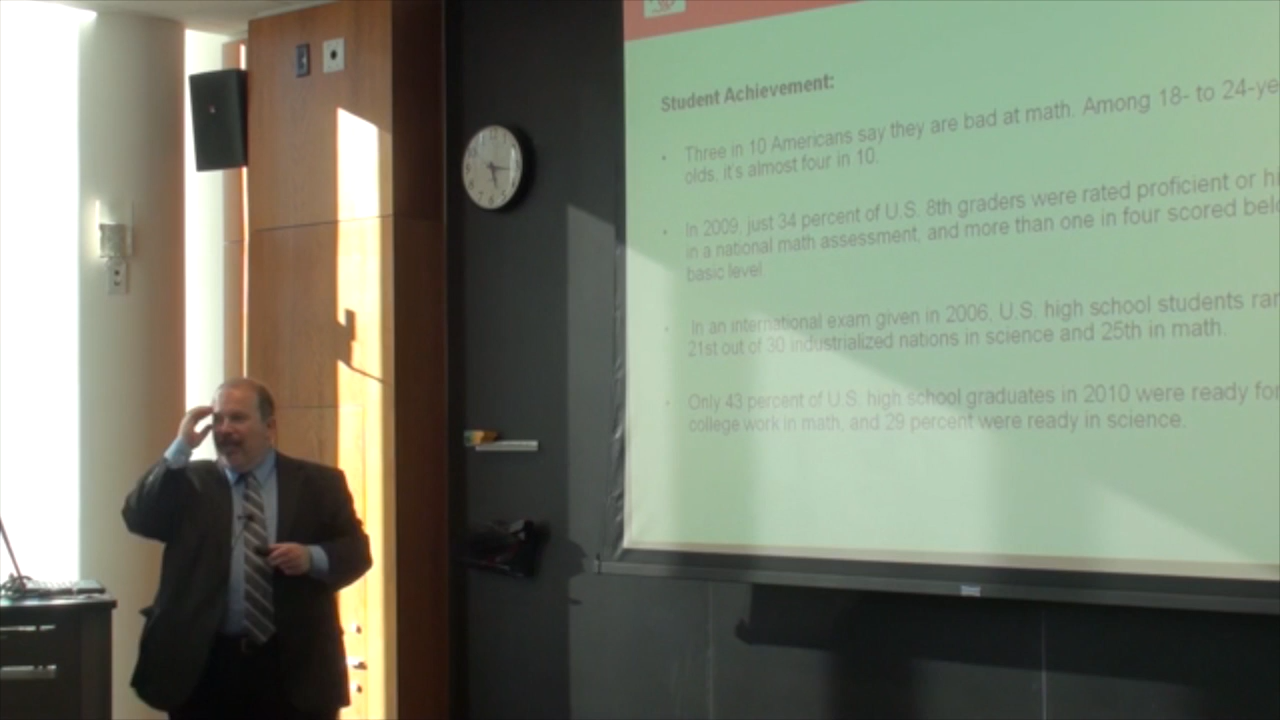 Student Achievement:
Three in 10 Americans say they are bad at math. Among 18- to 24-ye
olds, it's almost four in 10.
In 2009, just 34 percent of U.S. 8th graders were rated proficient or hi
in a national math assessment, and more than one in four scored belo
basic level.
In an international exam given in 2006, U.S. high school students ran
21st out of 30 industrialized nations in science and 25th in math.
Only 43 percent of U.S. high school graduates in 2010 were ready for
college work in math, and 29 percent were ready in science.